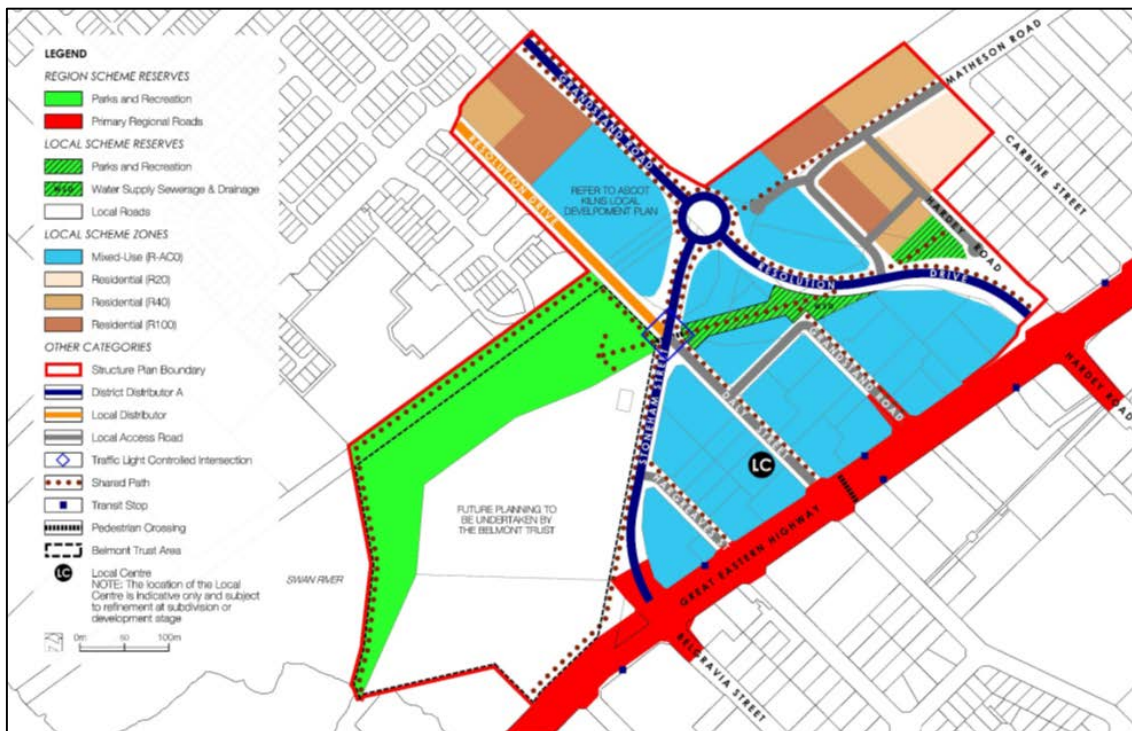 LEGEND
REGION SCHEME RESERVES
Parks and Recreation
Primary Regional Roads
LOCAL SCHEME RESERVES
Parks and Recreation
Water Supply Sewerage & Drainage
Local Roads
LOCAL SCHEME ZONES
Mixed-Use (R-AC0)
Residential (R20)
Residential (R40)
Residential (R100)
OTHER CATEGORIES
Structure Plan Boundary
District Distributor A
Local Distributor
Local Access Road
Traffic Light Controlled Intersection
Shared Path
Transit Stop
Pedestrian Crossing
Belmont Trust Area
LC
Local Centre
NOTE: The location of the Local
Centre is indicative only and subject
to refinement at subdivision or
development stage
0m 50 100m
GRANDSTAND ROAD
RESOLUTION DRIVE
REFER TO ASCOT
KILNS LOCAL
DEVELPOMENT PLAN
MATHESON ROAD
CARBINE STREET
HARDEY ROAD
RESOLUTION DRIVE
STONEHAM STREET
DALY STREET
GRANDSTAND ROAD
LC
GREAT EASTERN HIGHWAY
HARDEY ROAD
BELGRAVIA STREET
FUTURE PLANNING TO
BE UNDERTAKEN BY
THE BELMONT TRUST
SWAN RIVER